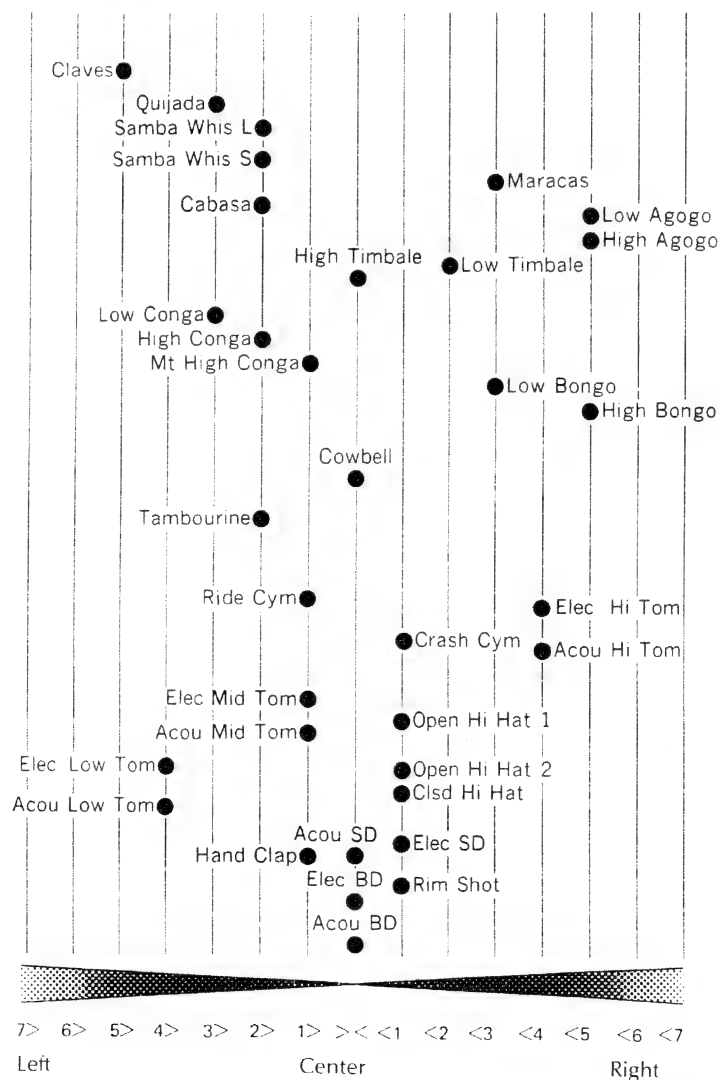 Claves
Quijada
Samba Whis L
Samba Whis S
Maracas
Cabasa
Low Agogo
High Agogo
High Timbale
Low Timbale
Low Conga
High Conga
Mt High Conga
Low Bongo
High Bongo
Cowbell
Tambourine
Ride Cym
Elec Hi Tom
Crash Cym
Acou Hi Tom
Elec Mid Tom
Open Hi Hat 1
Acou Mid Tom
Elec Low Tom
Open Hi Hat 2
Clsd Hi Hat
Acou Low Tom
Acou SD
Elec SD
Hand Clap
Elec BD
Rim Shot
Acou BD
7> 6> 5> 4> 3> 2> 1> >< <1 <2 <3 <4 <5 <6 <7
Left Center Right